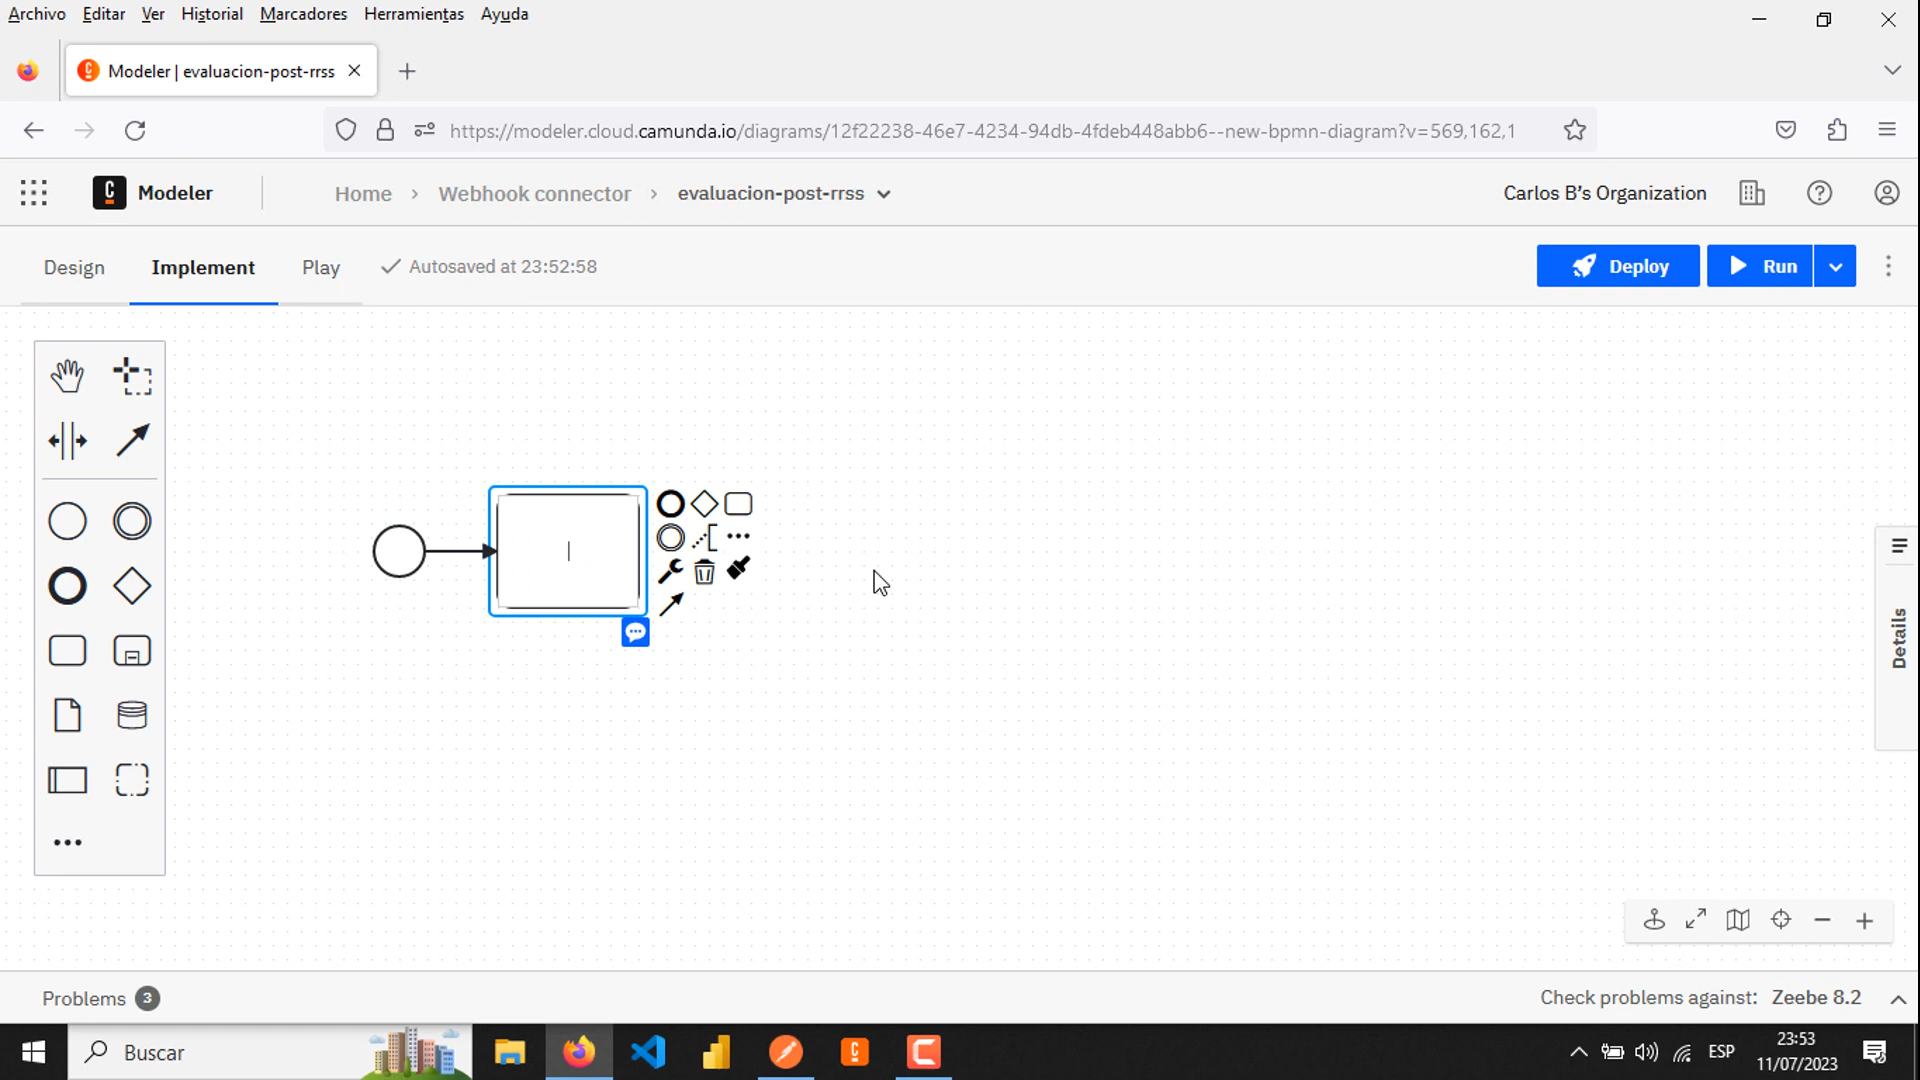 Archivo Editar Ver Historial Marcadores Herramientas Ayuda
Modeler | evaluacion-post-rrss
https://modeler.cloud.camunda.io/diagrams/12f22238-46e7-4234-94db-4fdeb448abb6--new-bpmn-diagram?v=569,162,1
Modeler Home > Webhook connector > evaluacion-post-rrss Carlos B's Organization
Design Implement Play Autosaved at 23:52:58 Deploy Run
Details
Problems 3 Check problems against: Zeebe 8.2
Buscar ESP 23:53
11/07/2023